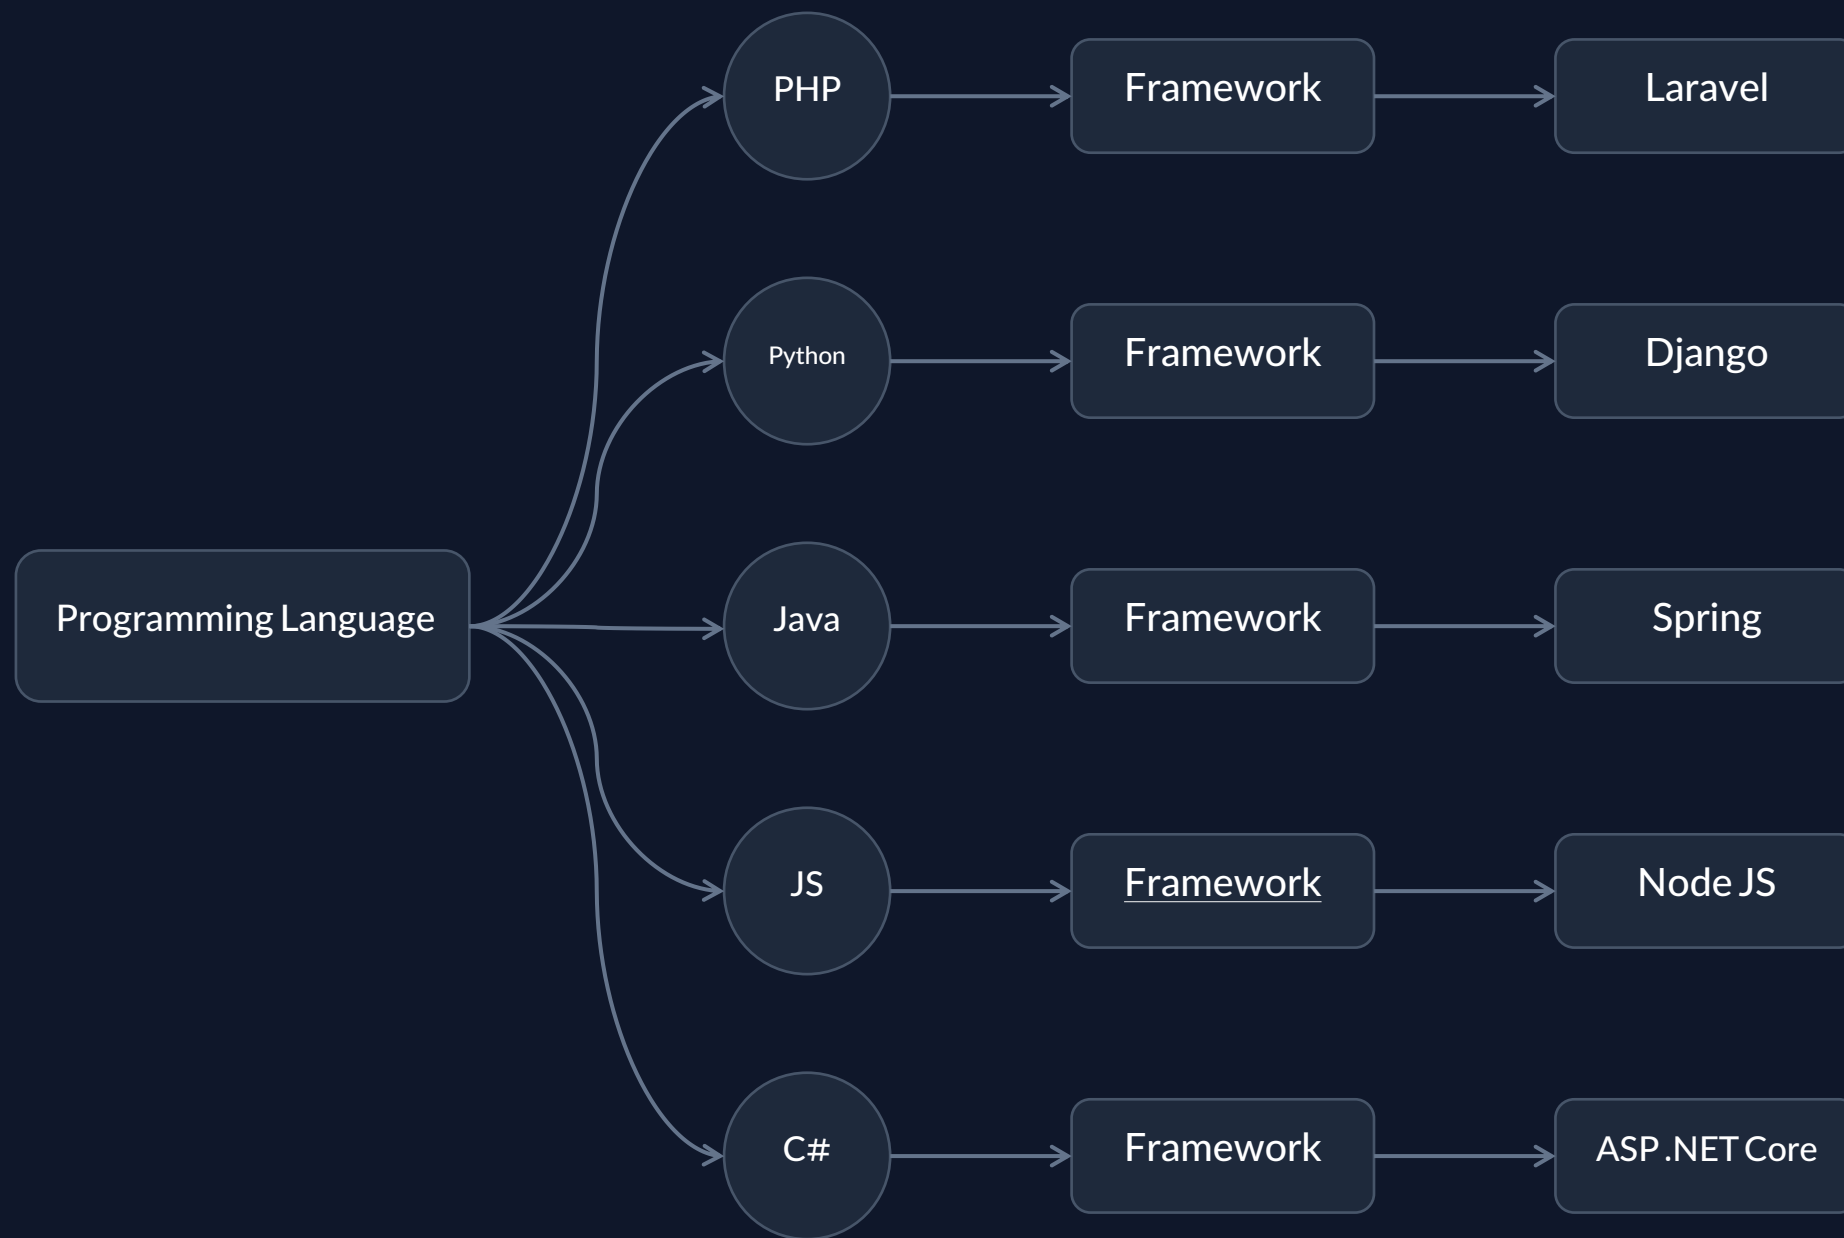 PHP
Framework
Laravel
Python
Framework
Django
Programming Language
Java
Framework
Spring
JS
Framework
Node JS
C#
Framework
ASP .NET Core